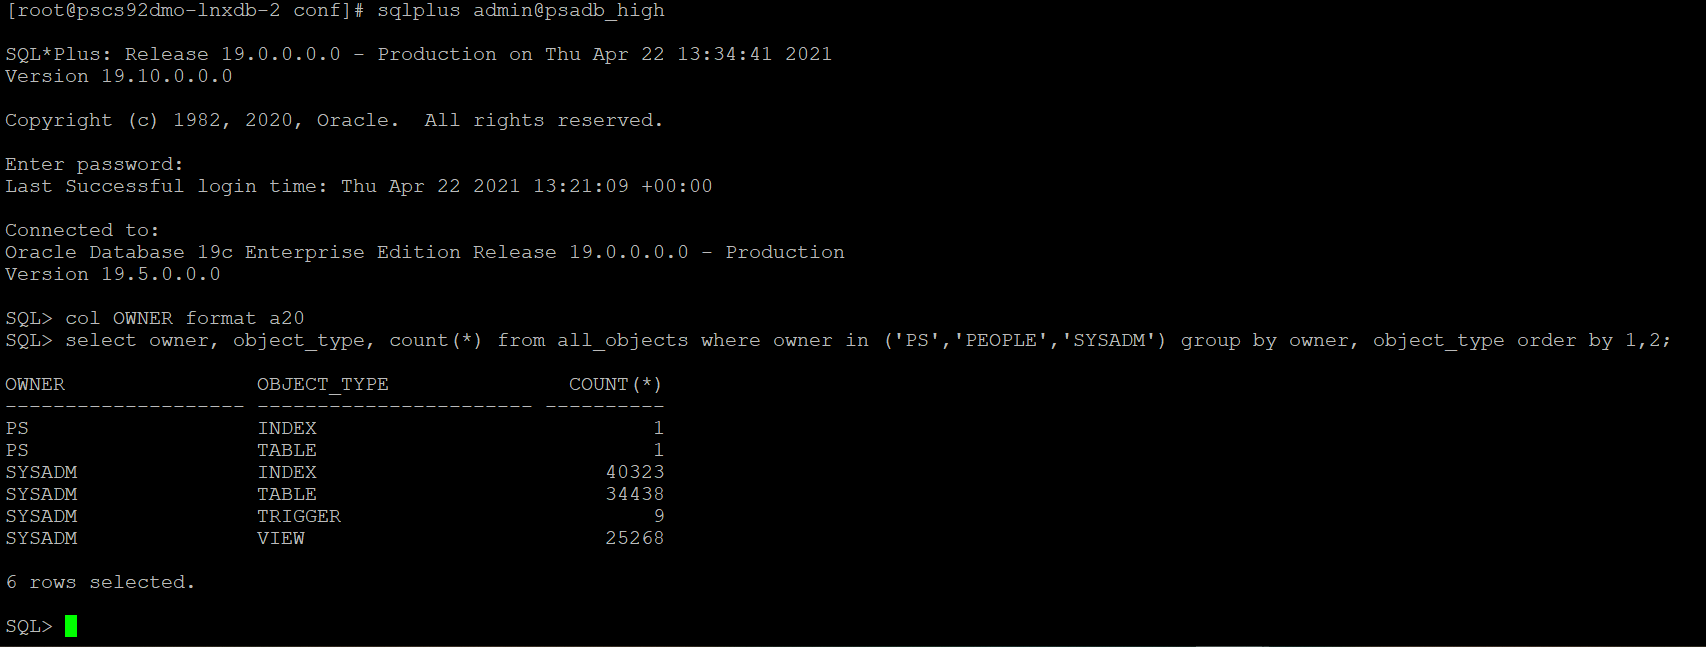 [root@pscs92dmo-lnxdb-2 conf]# sqlplus admin@psadb_high
SQL*Plus: Release 19.0.0.0.0 - Production on Thu Apr 22 13:34:41 2021
Version 19.10.0.0.0
Copyright (c) 1982, 2020, Oracle.  All rights reserved.
Enter password:
Last Successful login time: Thu Apr 22 2021 13:21:09 +00:00
Connected to:
Oracle Database 19c Enterprise Edition Release 19.0.0.0.0 - Production
Version 19.5.0.0.0
SQL> col OWNER format a20
SQL> select owner, object_type, count(*) from all_objects where owner in ('PS','PEOPLE','SYSADM') group by owner, object_type order by 1,2;
OWNER                OBJECT_TYPE               COUNT(*)
-------------------- ----------------------- ----------
PS                   INDEX                            1
PS                   TABLE                            1
SYSADM               INDEX                        40323
SYSADM               TABLE                        34438
SYSADM               TRIGGER                          9
SYSADM               VIEW                         25268
6 rows selected.
SQL>